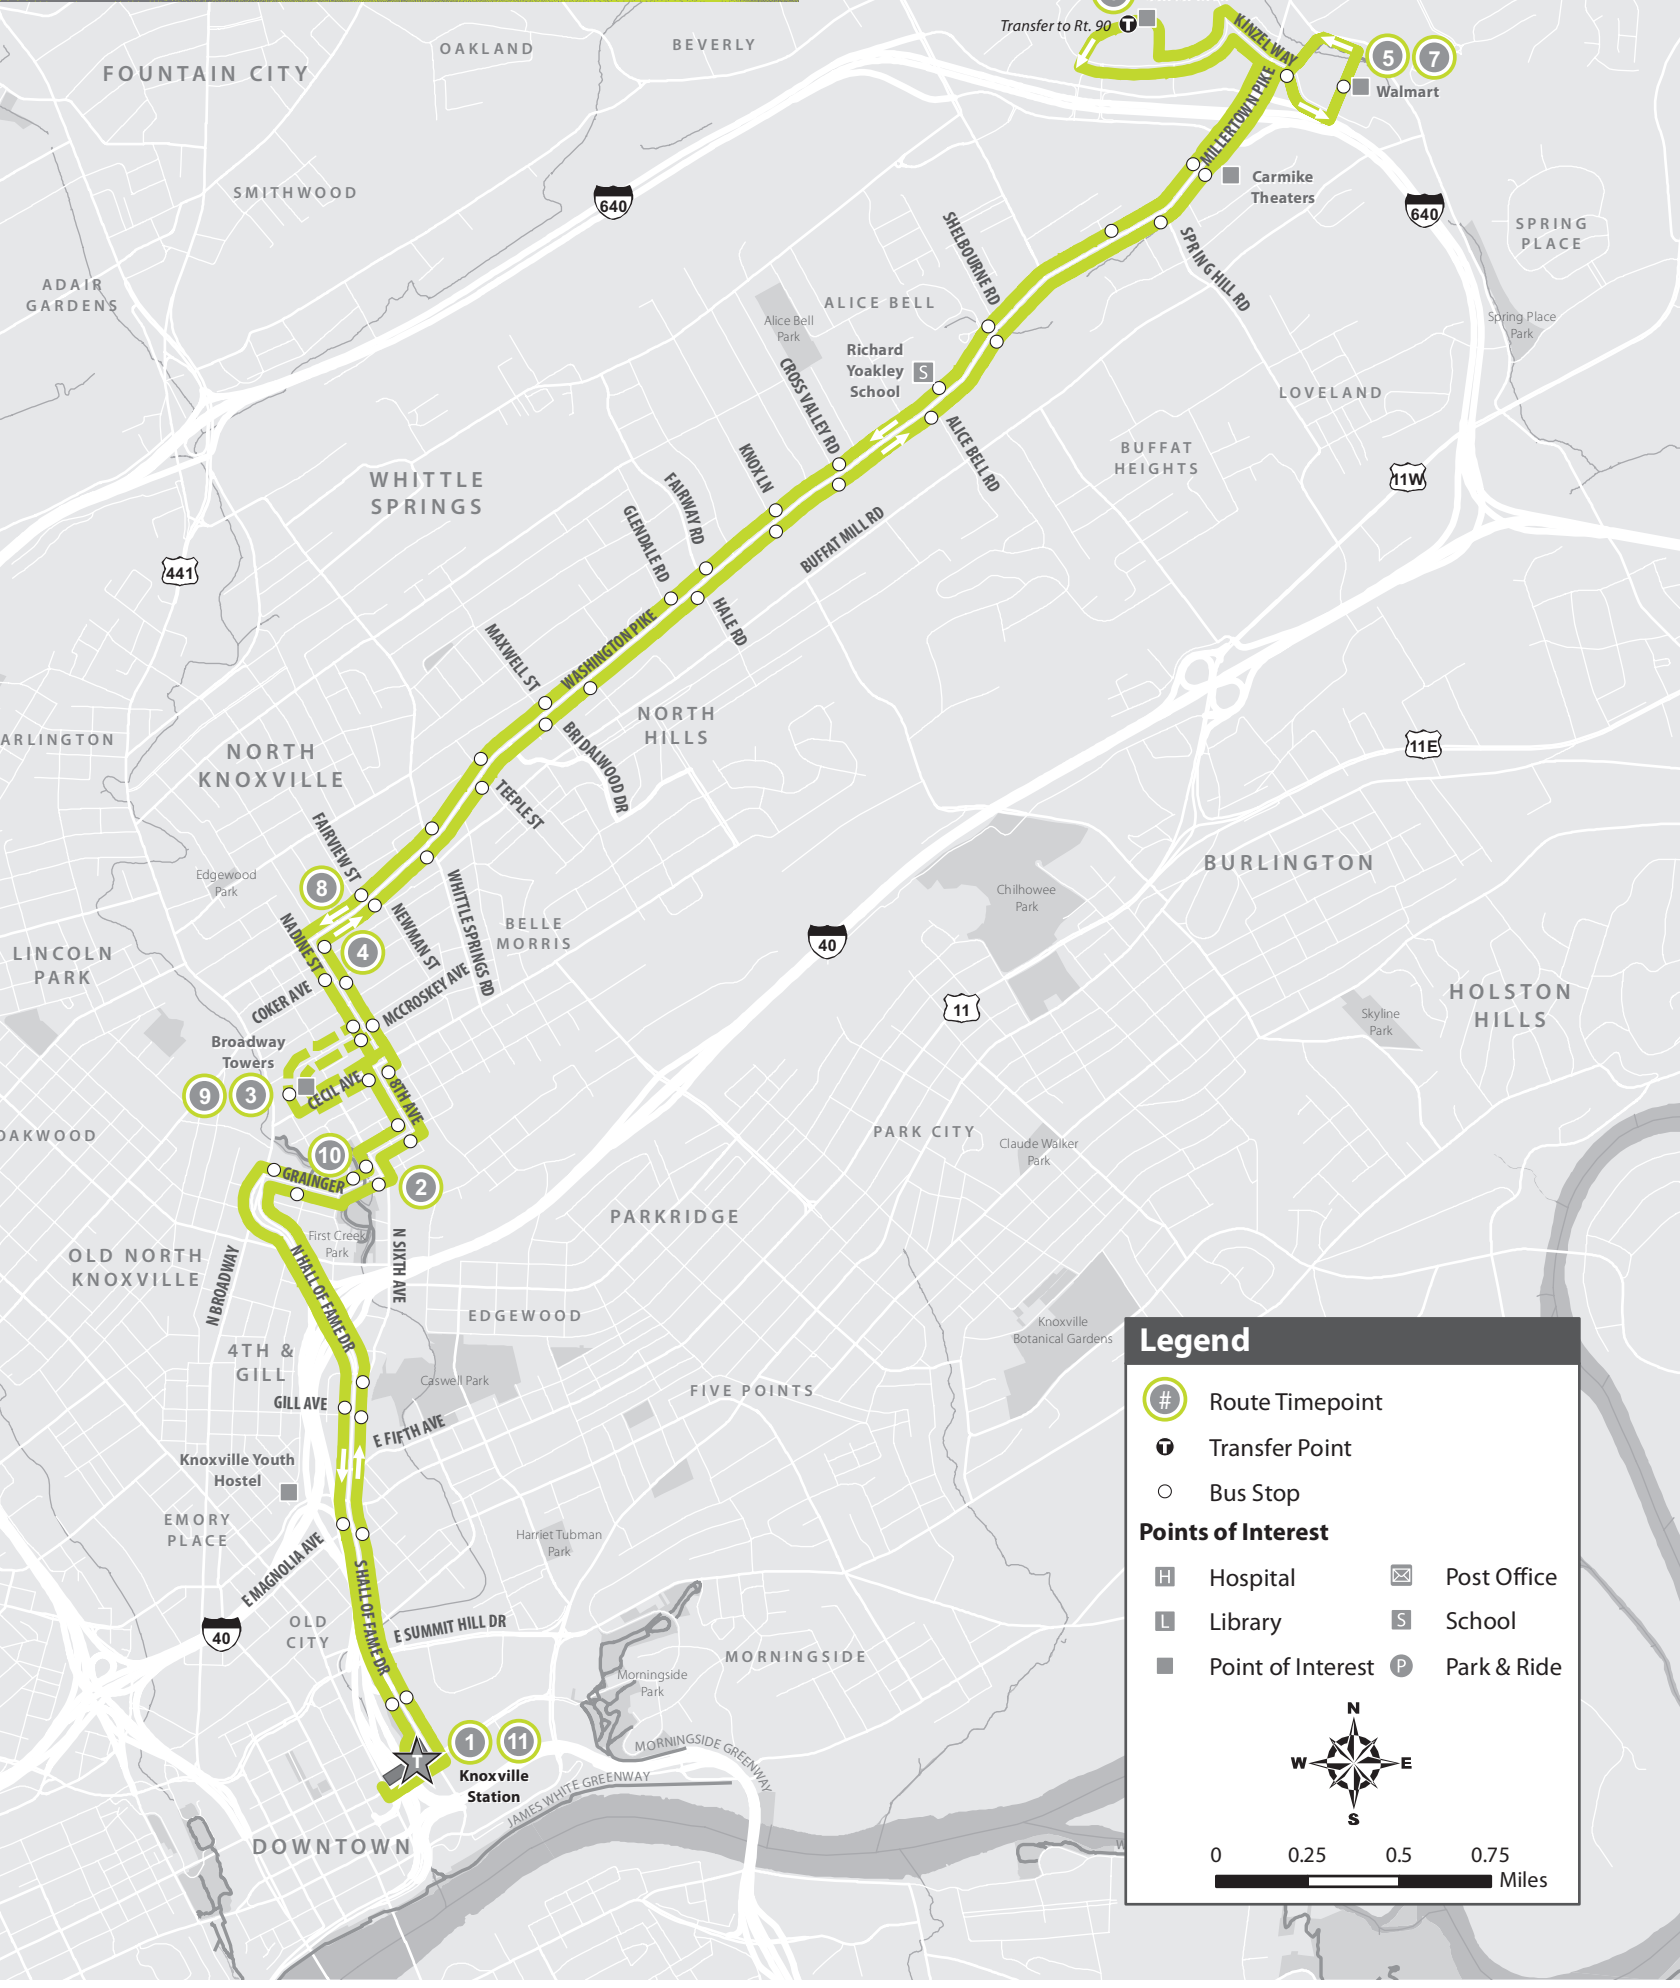 Transfer to Rt. 90
T
KINZEL WAY
5
7
Walmart
OAKLAND
BEVERLY
FOUNTAIN CITY
MILLERTOWN PIKE
Carmike
Theaters
SMITHWOOD
640
640
SPRING
PLACE
SHELBOURNE RD
SPRING HILL RD
ADAIR
GARDENS
ALICE BELL
Alice Bell
Park
Spring Place
Park
Richard
Yoakley
School
S
CROSS VALLEY RD
LOVELAND
ALICE BELL RD
BUFFAT
HEIGHTS
KNOX LN
WHITTLE
SPRINGS
FAIRWAY RD
11W
GLENDALE RD
BUFFAT MILL RD
441
HALE RD
WASHINGTON PIKE
MAXWELL ST
NORTH
HILLS
BRIDALWOOD DR
ARLINGTON
11E
NORTH
KNOXVILLE
TEEPLE ST
FAIRVIEW ST
BURLINGTON
Edgewood
Park
8
WHITTLE SPRINGS RD
Chilhowee
Park
NEWMAN ST
BELLE
MORRIS
NADINE ST
4
40
LINCOLN
PARK
MCCROSKEY AVE
COKER AVE
11
HOLSTON
HILLS
Skyline
Park
Broadway
Towers
9
3
CECIL AVE
8TH AVE
OAKWOOD
PARK CITY
Claude Walker
Park
10
GRAINGER
2
PARKRIDGE
First Creek
Park
N SIXTH AVE
OLD NORTH
KNOXVILLE
N BROADWAY
N HALL OF FAME DR
EDGEWOOD
Knoxville
Botanical Gardens
4TH &
GILL
Caswell Park
FIVE POINTS
GILL AVE
E FIFTH AVE
Knoxville Youth
Hostel
EMORY
PLACE
Harriet Tubman
Park
E MAGNOLIA AVE
S HALL OF FAME DR
OLD
CITY
40
E SUMMIT HILL DR
MORNINGSIDE
Morningside
Park
1
11
Knoxville
Station
T
MORNINGSIDE GREENWAY
JAMES WHITE GREENWAY
DOWNTOWN
W
Legend
# Route Timepoint
T Transfer Point
Bus Stop
Points of Interest
H Hospital
Post Office
L Library
S School
Point of Interest
P Park & Ride
N
W
E
S
0 0.25 0.5 0.75
Miles